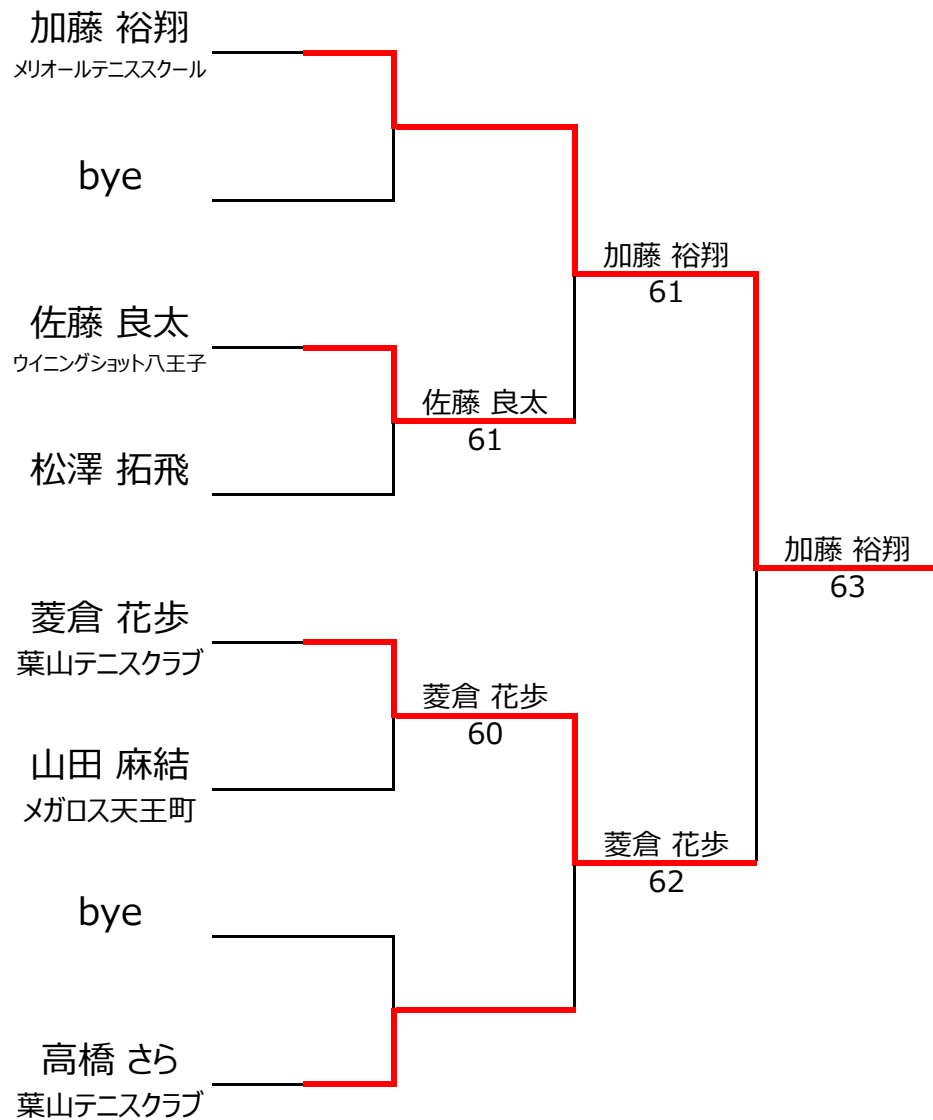 加藤 裕翔
メリオールテニススクール
bye
佐藤 良太
ウイニングショット八王子
松澤 拓飛
菱倉 花歩
葉山テニスクラブ
山田 麻結
メガロス天王町
bye
高橋 さら
葉山テニスクラブ
佐藤 良太
61
菱倉 花歩
60
加藤 裕翔
61
菱倉 花歩
62
加藤 裕翔
63